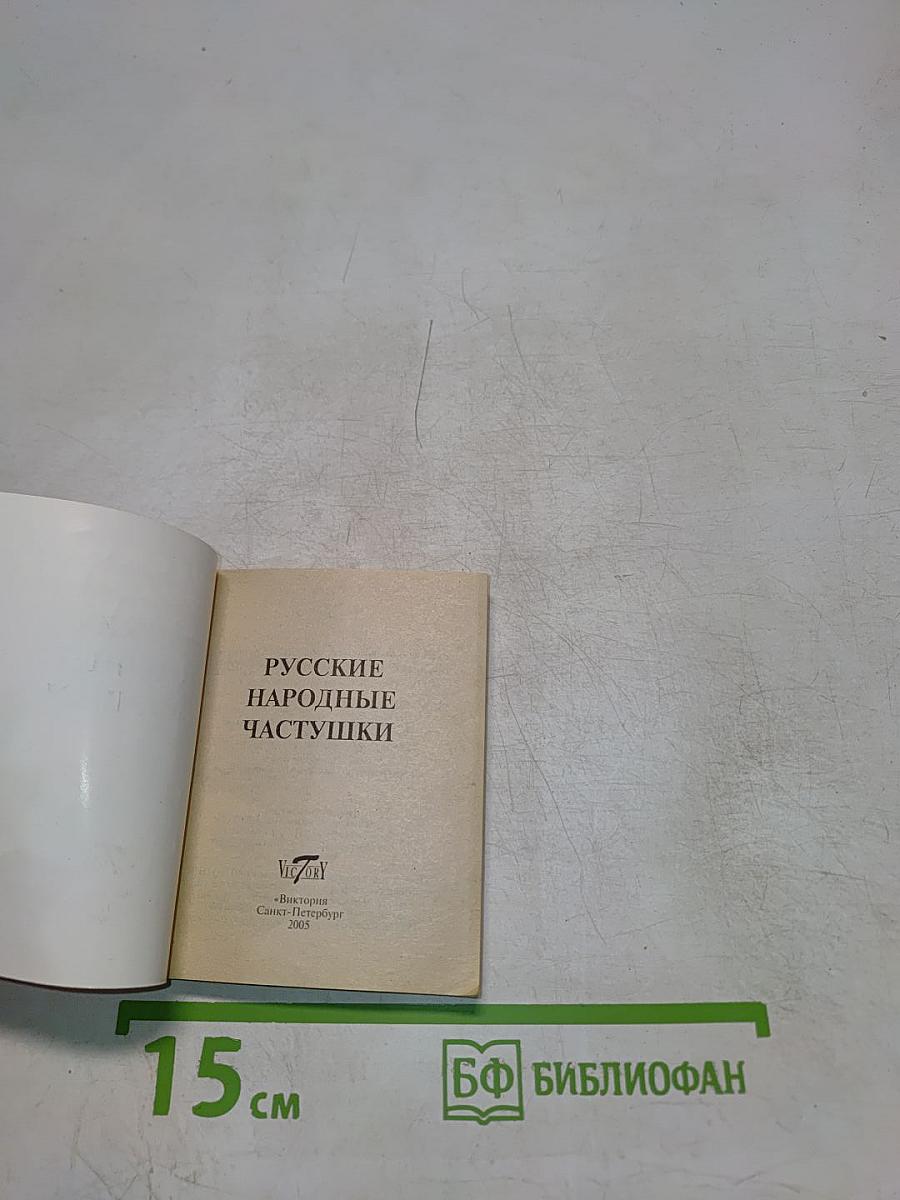 РУССКИЕ
НАРОДНЫЕ
ЧАСТУШКИ
VICTORY
«Виктория
Санкт-Петербург
2005
15 см
БФ БИБЛИОФАН